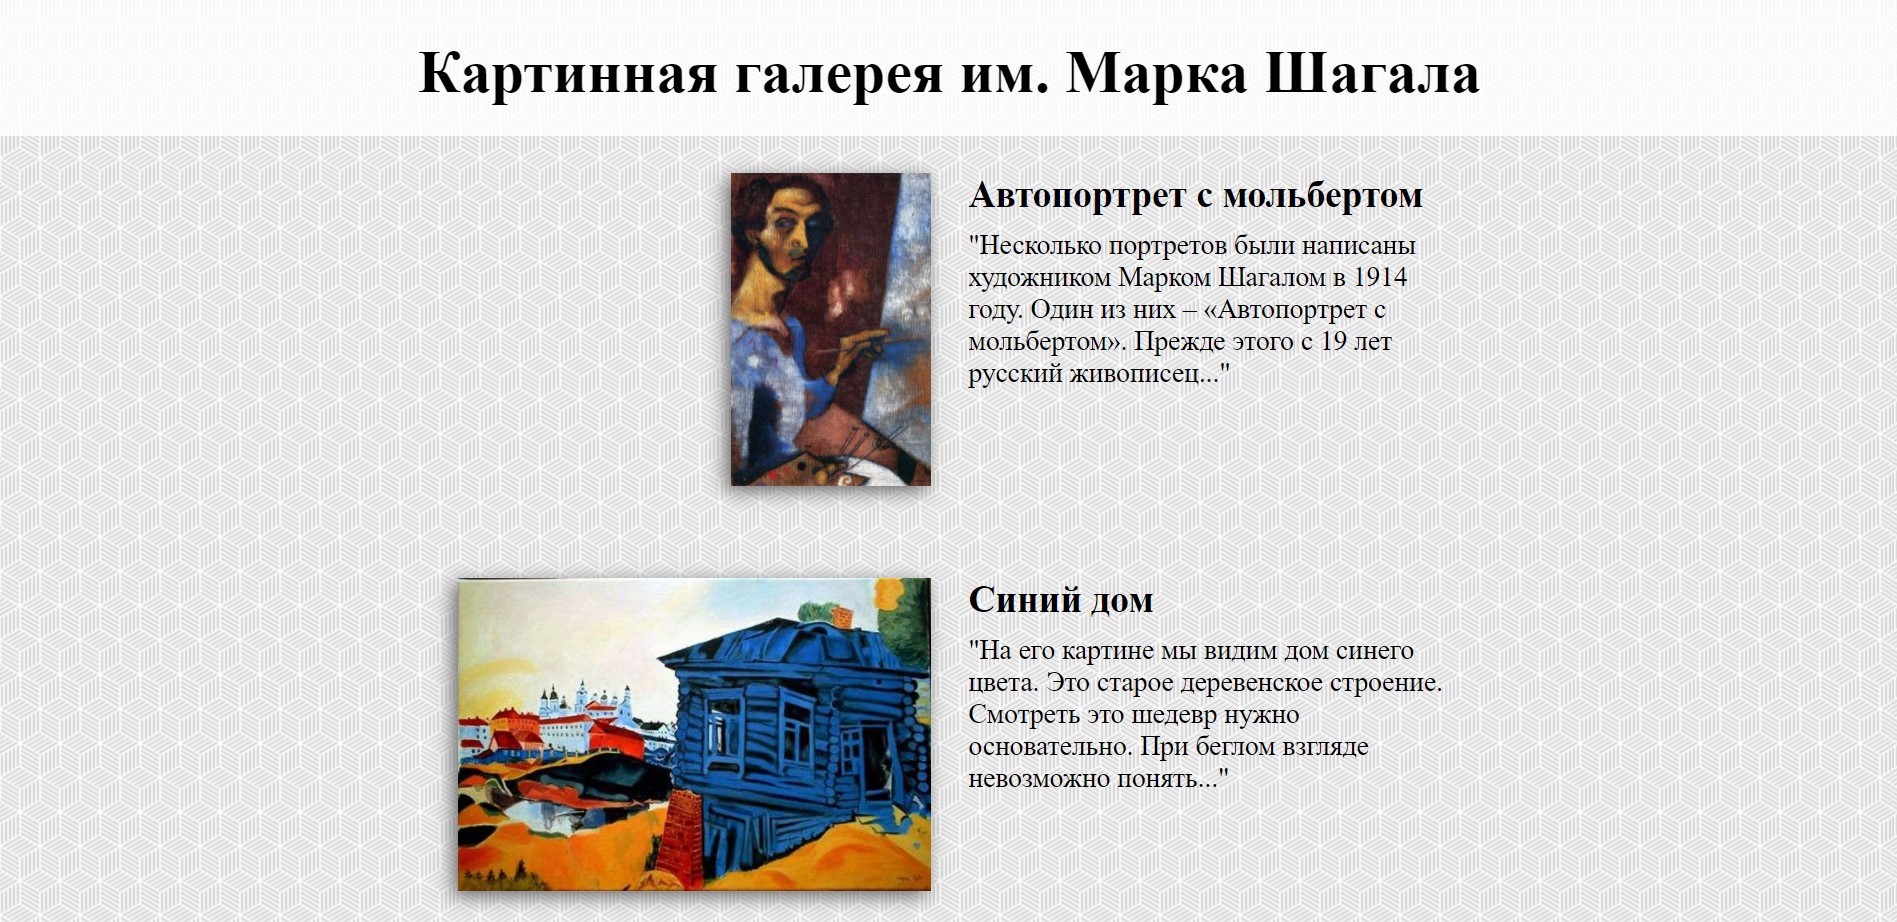 Картинная галерея им. Марка Шагала
Автопортрет с мольбертом
"Несколько портретов были написаны
художником Марком Шагалом в 1914
году. Один из них – «Автопортрет с
мольбертом». Прежде этого с 19 лет
русский живописец..."
Синий дом
"На его картине мы видим дом синего
цвета. Это старое деревенское строение.
Смотреть это шедевр нужно
основательно. При беглом взгляде
невозможно понять..."